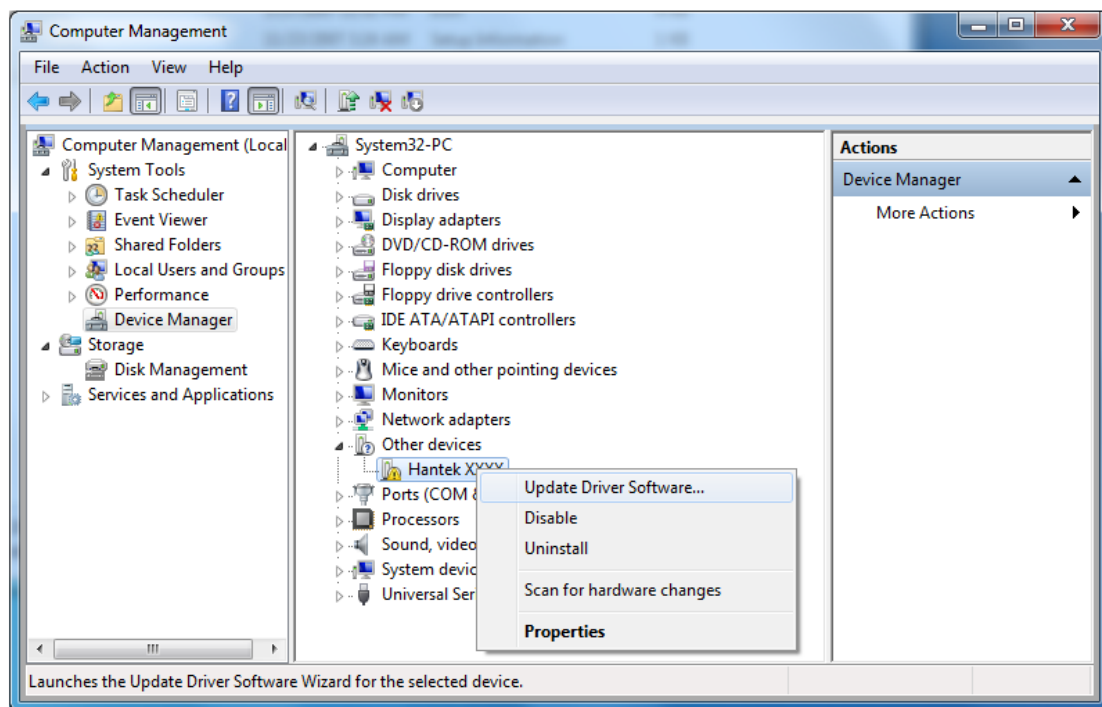 Computer Management
File Action View Help
Computer Management (Local
System Tools
Task Scheduler
Event Viewer
Shared Folders
Local Users and Groups
Performance
Device Manager
Storage
Disk Management
Services and Applications
System32-PC
Computer
Disk drives
Display adapters
DVD/CD-ROM drives
Floppy disk drives
Floppy drive controllers
IDE ATA/ATAPI controllers
Keyboards
Mice and other pointing devices
Monitors
Network adapters
Other devices
Hantek XXXX
Ports (COM &
Processors
Sound, video
System devic
Universal Ser
Update Driver Software...
Disable
Uninstall
Scan for hardware changes
Properties
Actions
Device Manager
More Actions
Launches the Update Driver Software Wizard for the selected device.